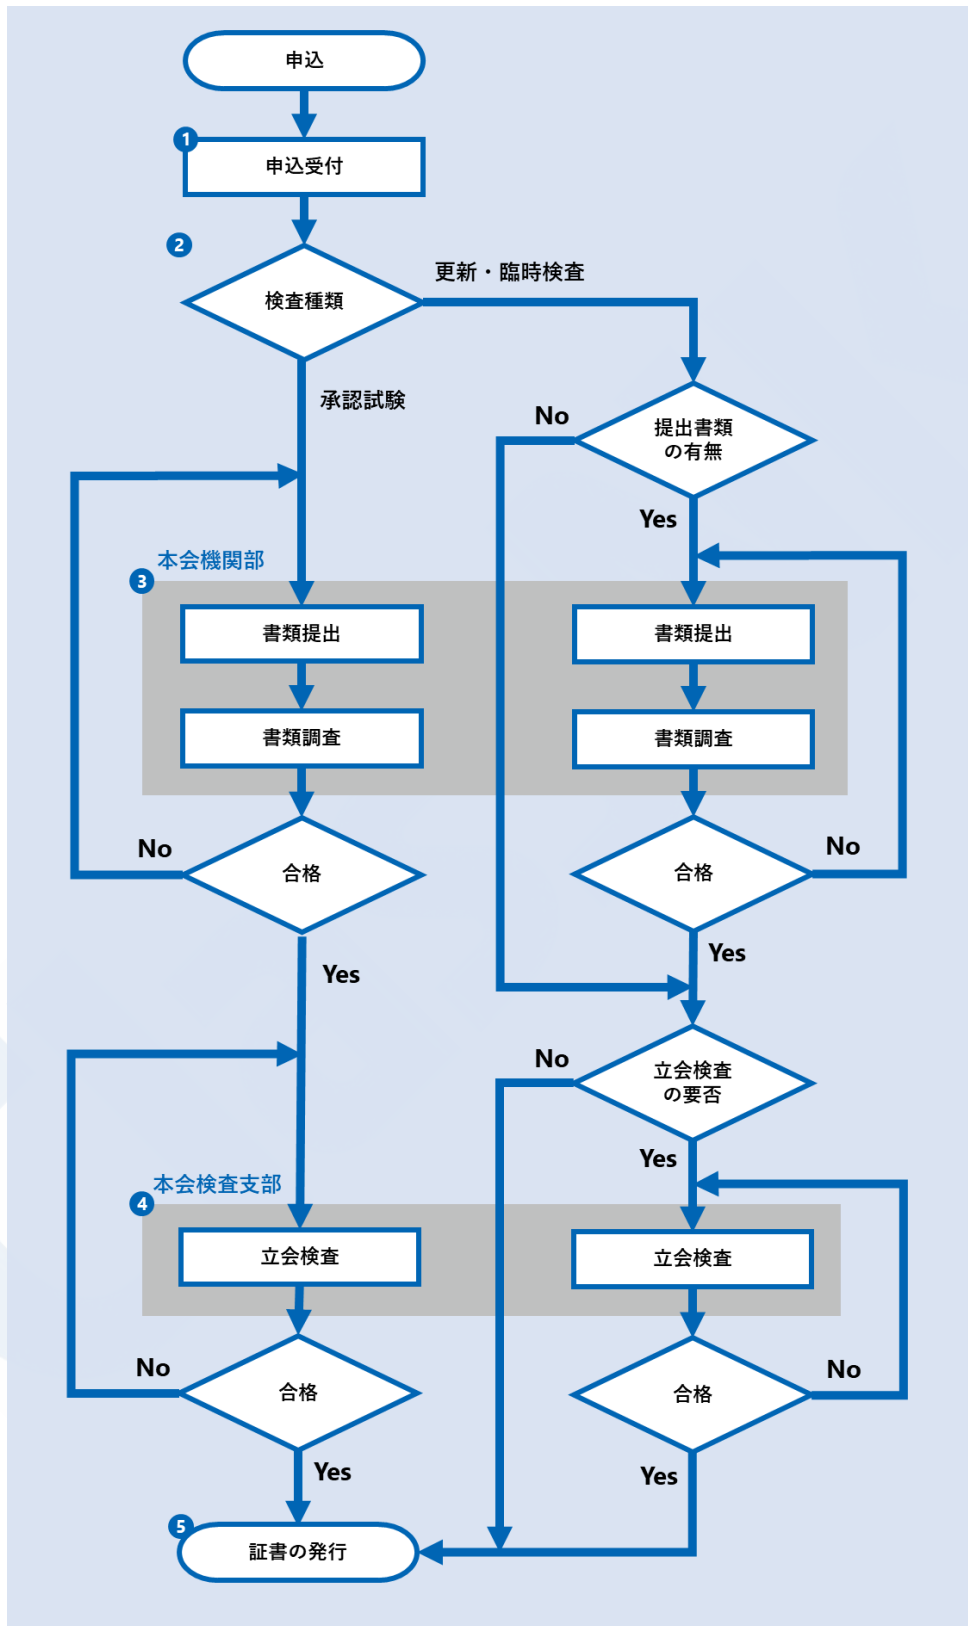 申込
1
申込受付
2
検査種類
更新・臨時検査
承認試験
No
提出書類
の有無
Yes
本会機関部
3
書類提出
書類提出
書類調査
書類調査
No
合格
合格
No
Yes
Yes
No
立会検査
の要否
Yes
本会検査支部
4
立会検査
立会検査
No
合格
合格
No
Yes
Yes
5
証書の発行